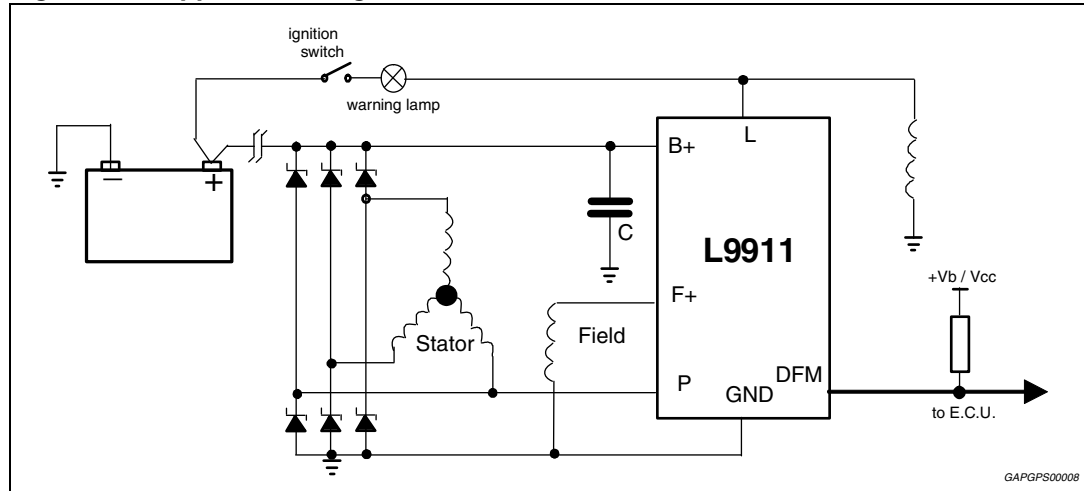 ignition
switch
warning lamp
L
B+
−
+
C
L9911
+Vb / Vcc
F+
Field
Stator
DFM
P
GND
to E.C.U.
GAPGPS00008